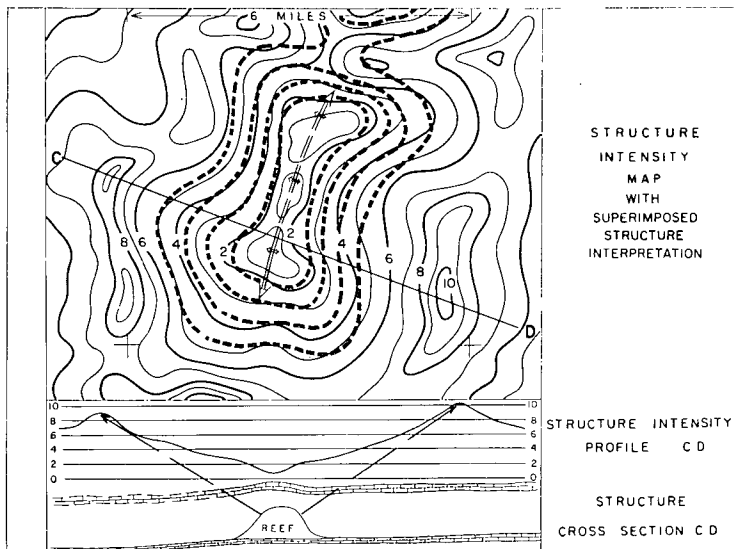 6 MILES
STRUCTURE
INTENSITY
MAP
WITH
SUPERIMPOSED
STRUCTURE
INTERPRETATION
C
2
8 6 4 2 4 6 8 10
D
10 10
8 8
6 6
4 4
2 2
0 0
STRUCTURE INTENSITY
PROFILE CD
REEF
STRUCTURE
CROSS SECTION CD